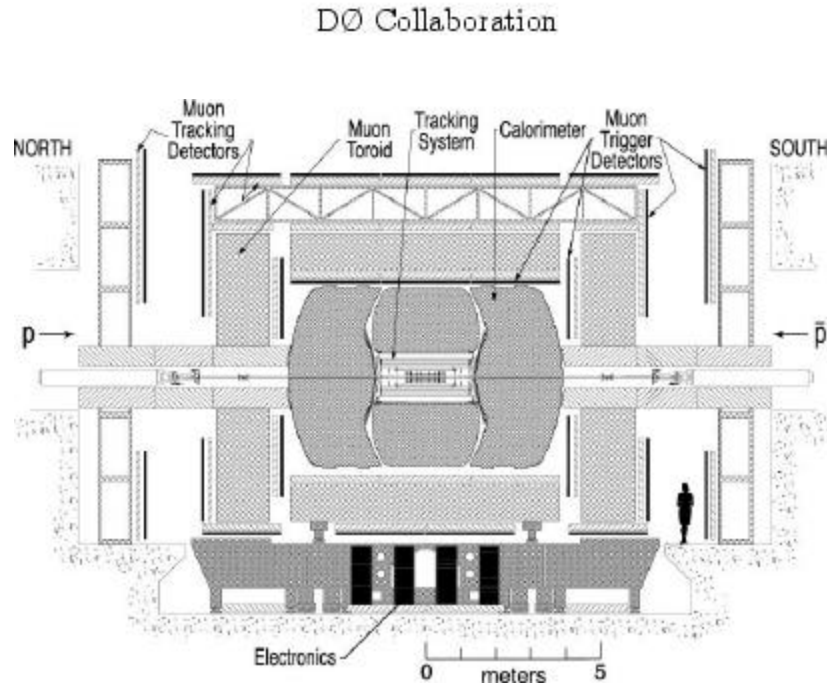 DØ Collaboration
NORTH
Muon
Tracking
Detectors
Muon
Toroid
Tracking
System
Calorimeter
Muon
Trigger
Detectors
SOUTH
p
p̄
Electronics
0
5
meters